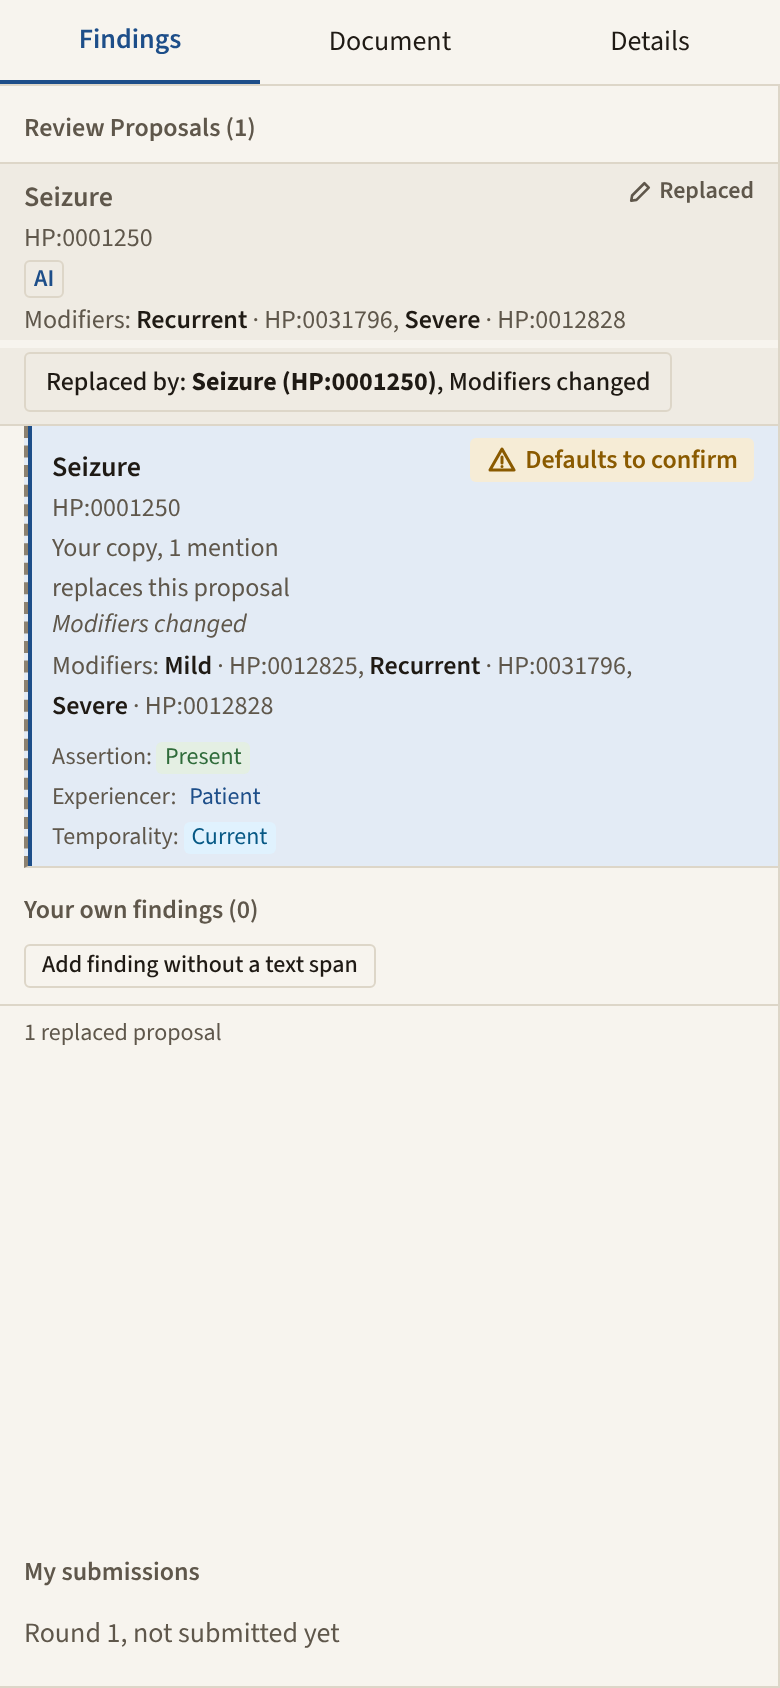 Findings
Document
Details
Review Proposals (1)
Seizure
Replaced
HP:0001250
AI
Modifiers: Recurrent · HP:0031796, Severe · HP:0012828
Replaced by: Seizure (HP:0001250), Modifiers changed
Seizure
Defaults to confirm
HP:0001250
Your copy, 1 mention
replaces this proposal
Modifiers changed
Modifiers: Mild · HP:0012825, Recurrent · HP:0031796,
Severe · HP:0012828
Assertion: Present
Experiencer: Patient
Temporality: Current
Your own findings (0)
Add finding without a text span
1 replaced proposal
My submissions
Round 1, not submitted yet